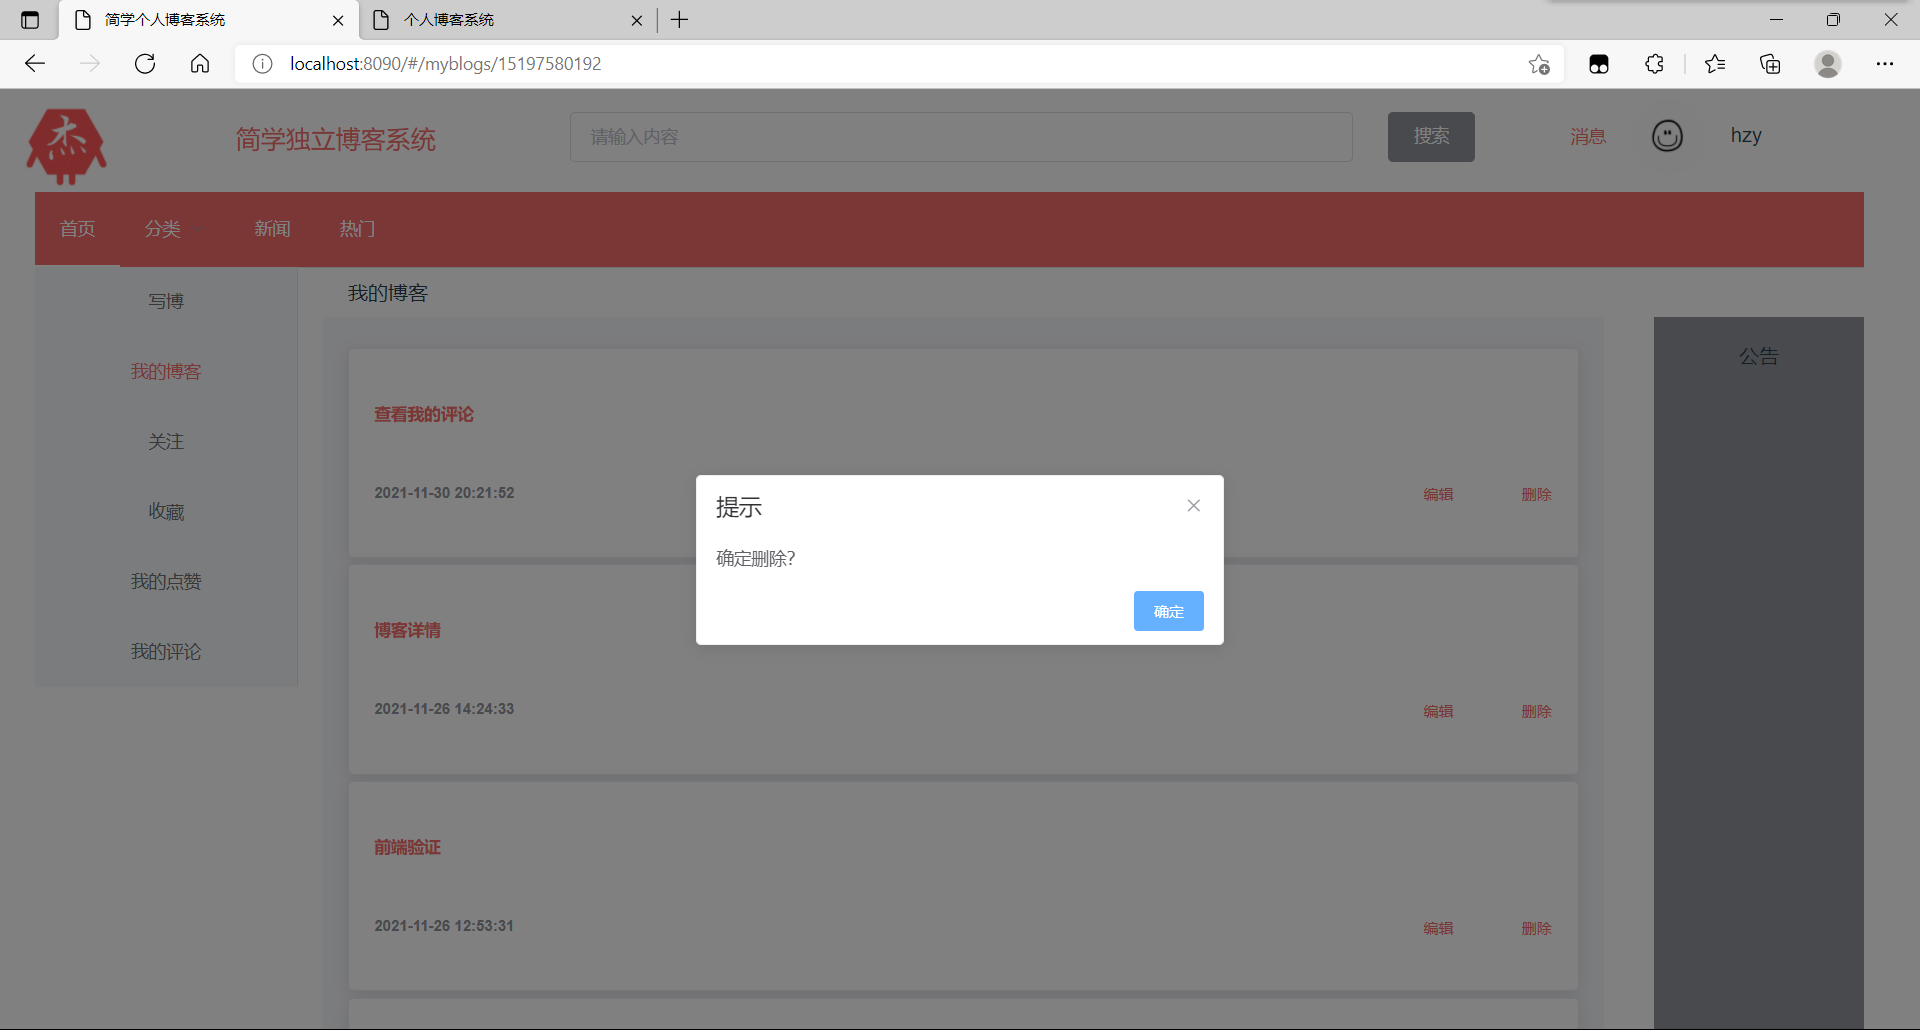 简学个人博客系统
个人博客系统
localhost:8090/#/myblogs/15197580192
杰
简学独立博客系统
请输入内容
搜索
消息
hzy
首页
分类
新闻
热门
写博
我的博客
关注
收藏
我的点赞
我的评论
我的博客
查看我的评论
2021-11-30 20:21:52
编辑
删除
博客详情
2021-11-26 14:24:33
编辑
删除
前端验证
2021-11-26 12:53:31
编辑
删除
公告
提示
确定删除?
确定